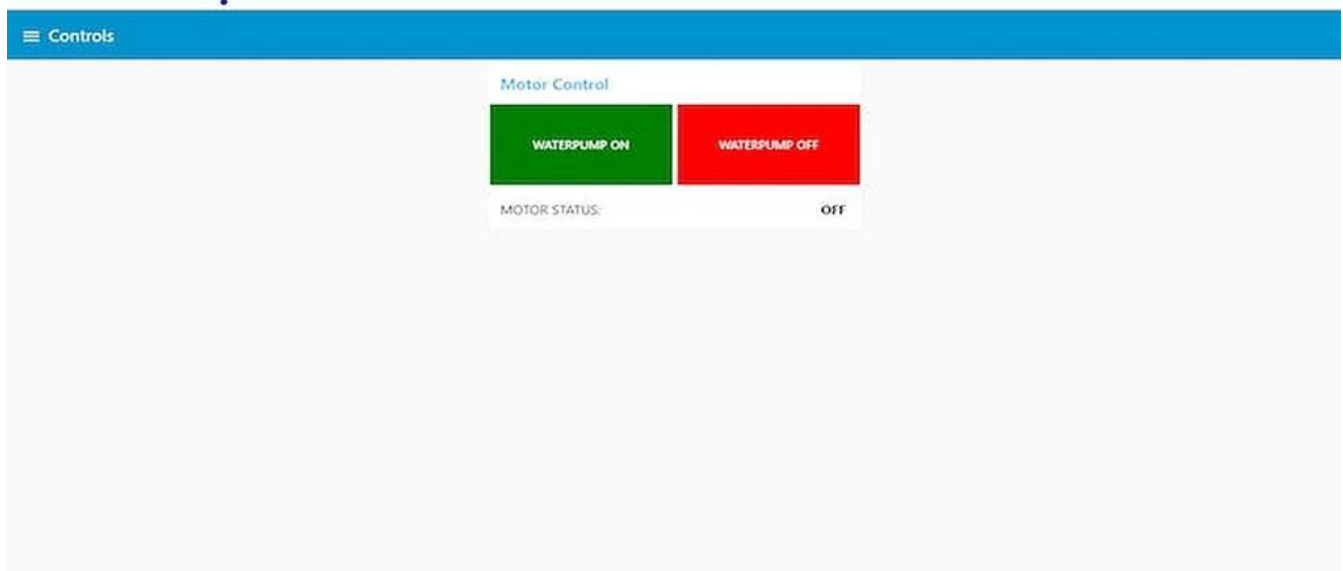 Controls
Motor Control
WATERPUMP ON WATERPUMP OFF
MOTOR STATUS: OFF